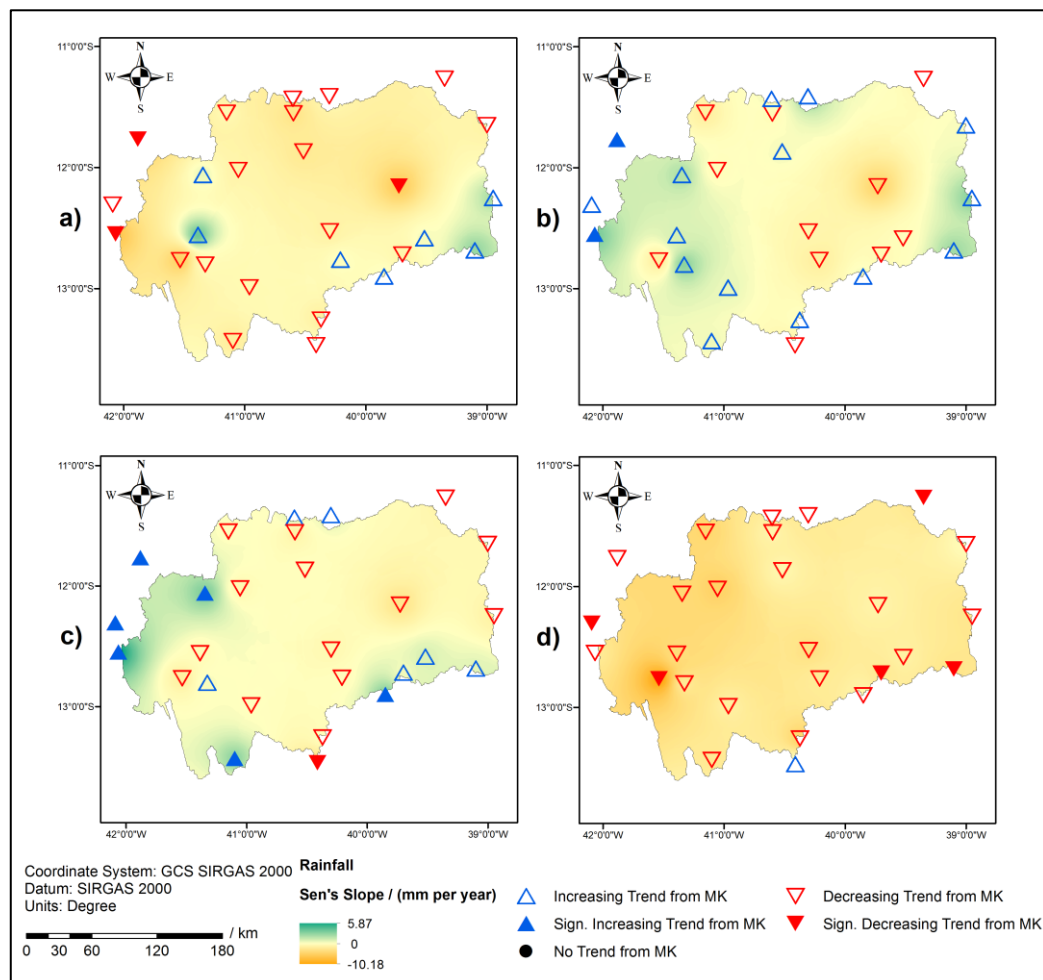 11°0'0"S
12°0'0"S
13°0'0"S
N
W E
S
a)
42°0'0"W 41°0'0"W 40°0'0"W 39°0'0"W
11°0'0"S
12°0'0"S
13°0'0"S
N
W E
S
b)
42°0'0"W 41°0'0"W 40°0'0"W 39°0'0"W
11°0'0"S
12°0'0"S
13°0'0"S
N
W E
S
c)
42°0'0"W 41°0'0"W 40°0'0"W 39°0'0"W
11°0'0"S
12°0'0"S
13°0'0"S
N
W E
S
d)
42°0'0"W 41°0'0"W 40°0'0"W 39°0'0"W
Coordinate System: GCS SIRGAS 2000
Datum: SIRGAS 2000
Units: Degree
/ km
0 30 60 120 180
Rainfall
Sen's Slope / (mm per year)
5.87
0
-10.18
Increasing Trend from MK
Sign. Increasing Trend from MK
No Trend from MK
Decreasing Trend from MK
Sign. Decreasing Trend from MK